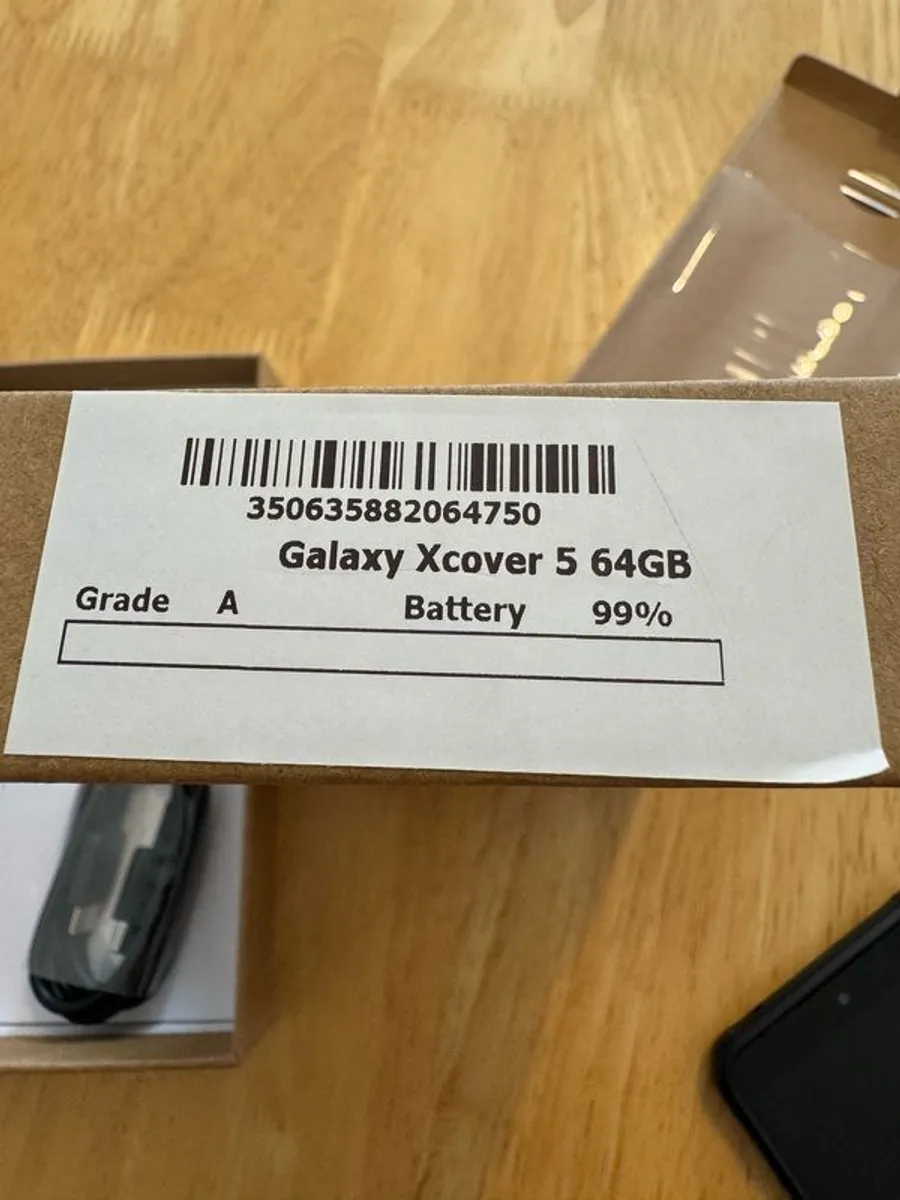 350635882064750
Galaxy Xcover 5 64GB
Grade A Battery 99%